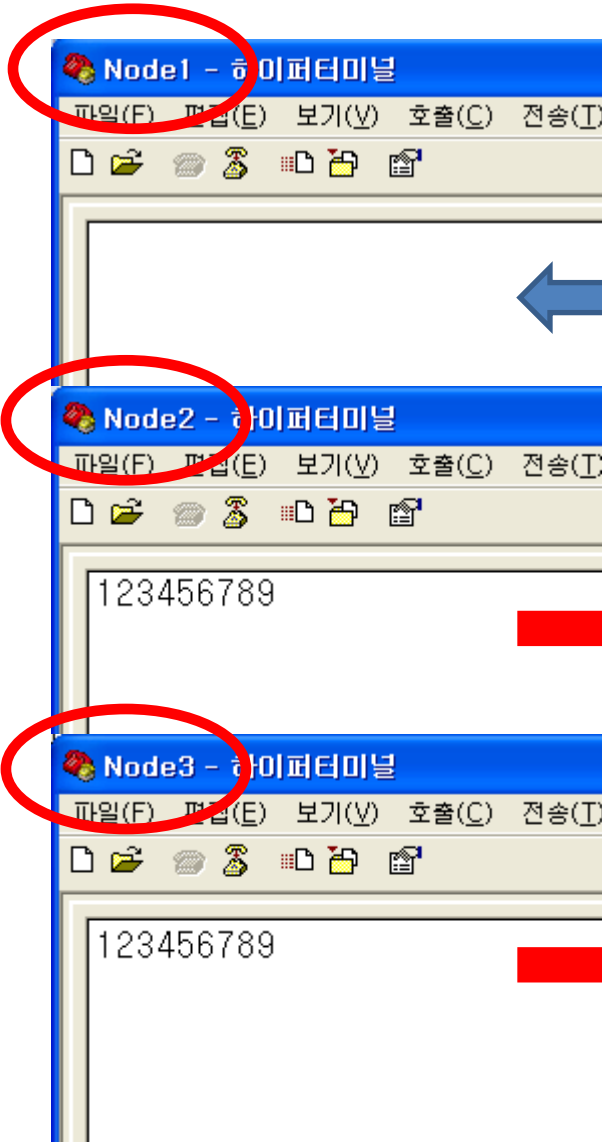 Node1 - 하이퍼터미널
파일(F) 편집(E) 보기(V) 호출(C) 전송(T)
Node2 - 하이퍼터미널
파일(F) 편집(E) 보기(V) 호출(C) 전송(T)
123456789
Node3 - 하이퍼터미널
파일(F) 편집(E) 보기(V) 호출(C) 전송(T)
123456789